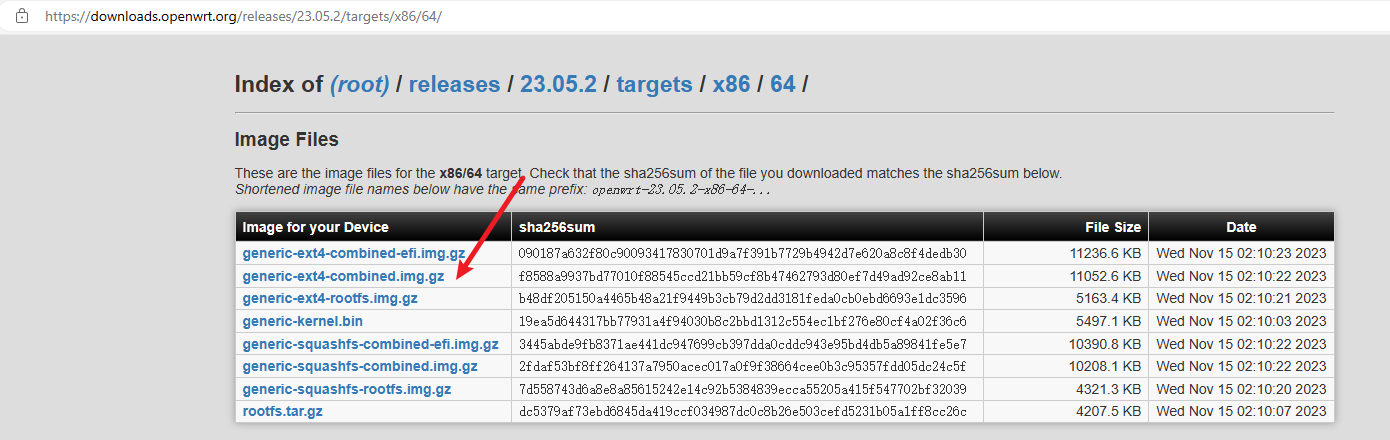 https://downloads.openwrt.org/releases/23.05.2/targets/x86/64/
Index of (root) / releases / 23.05.2 / targets / x86 / 64 /
Image Files
These are the image files for the x86/64 target. Check that the sha256sum of the file you downloaded matches the sha256sum below.
Shortened image file names below have the same prefix: openwrt-23.05.2-x86-64-...
Image for your Device sha256sum File Size Date
generic-ext4-combined-efi.img.gz 090187a632f80c90093417830701d9a7f391b7729b4942d7e620a8c8f4dedb30 11236.6 KB Wed Nov 15 02:10:23 2023
generic-ext4-combined.img.gz f8588a9937bd77010f88545ccd21bb59cf8b47462793d80ef7d49ad92ce8ab11 11052.6 KB Wed Nov 15 02:10:22 2023
generic-ext4-rootfs.img.gz b48df205150a4465b48a21f9449b3cb79d2dd3181feda0cb0ebd6693e1dc3596 5163.4 KB Wed Nov 15 02:10:21 2023
generic-kernel.bin 19ea5d644317bb77931a4f94030b8c2bbd1312c554ec1bf276e80cf4a02f36c6 5497.1 KB Wed Nov 15 02:10:03 2023
generic-squashfs-combined-efi.img.gz 3445abde9fb8371ae441dc947699cb397dda0cddc943e95bd4db5a89841fe5e7 10390.8 KB Wed Nov 15 02:10:22 2023
generic-squashfs-combined.img.gz 2fdaf53bf8ff264137a7950acec017a0f9f38664cee0b3c95357fdd05dc24c5f 10208.1 KB Wed Nov 15 02:10:22 2023
generic-squashfs-rootfs.img.gz 7d558743d6a8e8a85615242e14c92b5384839ecca55205a415f547702bf32039 4321.3 KB Wed Nov 15 02:10:20 2023
rootfs.tar.gz dc5379af73ebd6845da419ccf034987dc0c8b26e503cefd5231b05a1ff8cc26c 4207.5 KB Wed Nov 15 02:10:07 2023